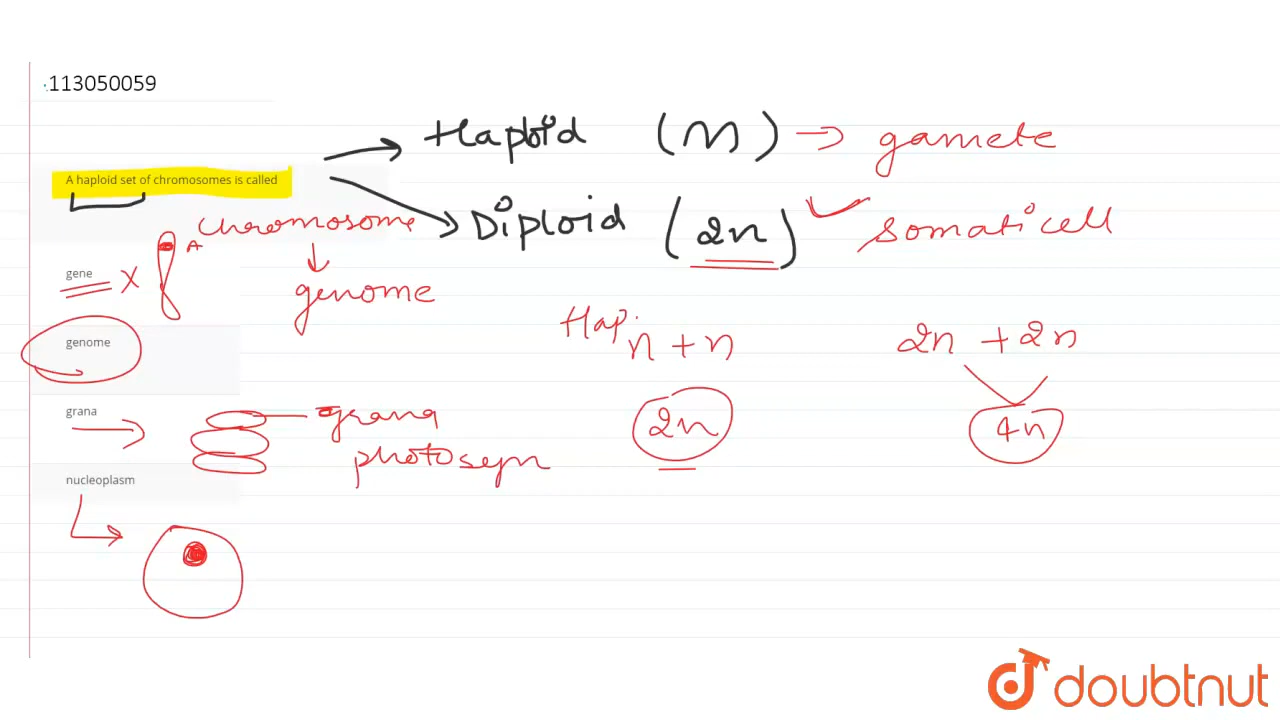 .113050059
Haploid (n) → gamete
A haploid set of chromosomes is called
Diploid (2n) somaticell
chromosome
A
gene x
genome
Hap.
n + n
2n + 2n
genome
grana
grana
2n
4n
photosyn
nucleoplasm
doubtnut